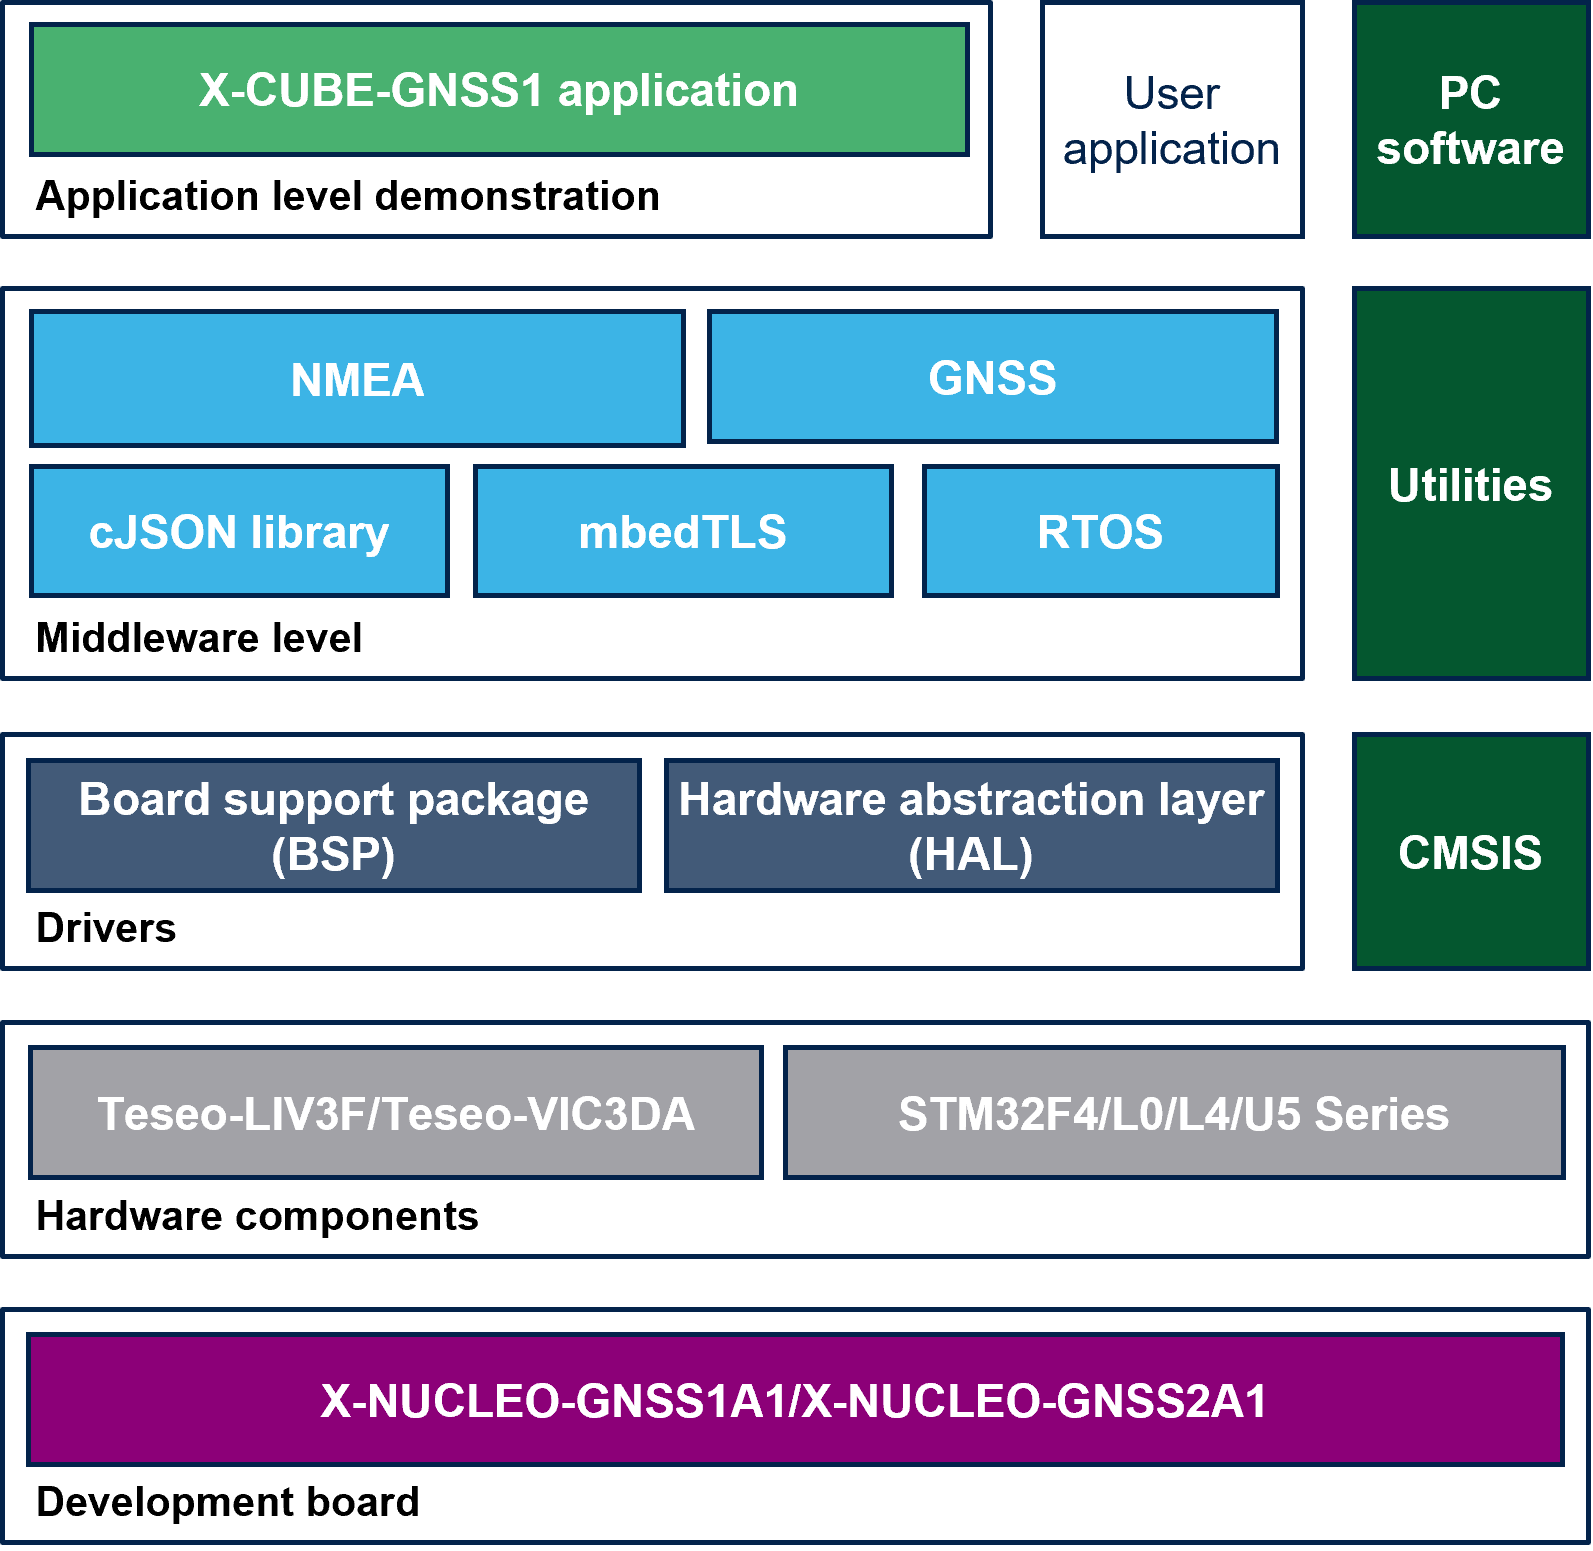 X-CUBE-GNSS1 application
Application level demonstration
User
application
PC
software
NMEA
GNSS
cJSON library
mbedTLS
RTOS
Middleware level
Utilities
Board support package
(BSP)
Hardware abstraction layer
(HAL)
Drivers
CMSIS
Teseo-LIV3F/Teseo-VIC3DA
STM32F4/L0/L4/U5 Series
Hardware components
X-NUCLEO-GNSS1A1/X-NUCLEO-GNSS2A1
Development board